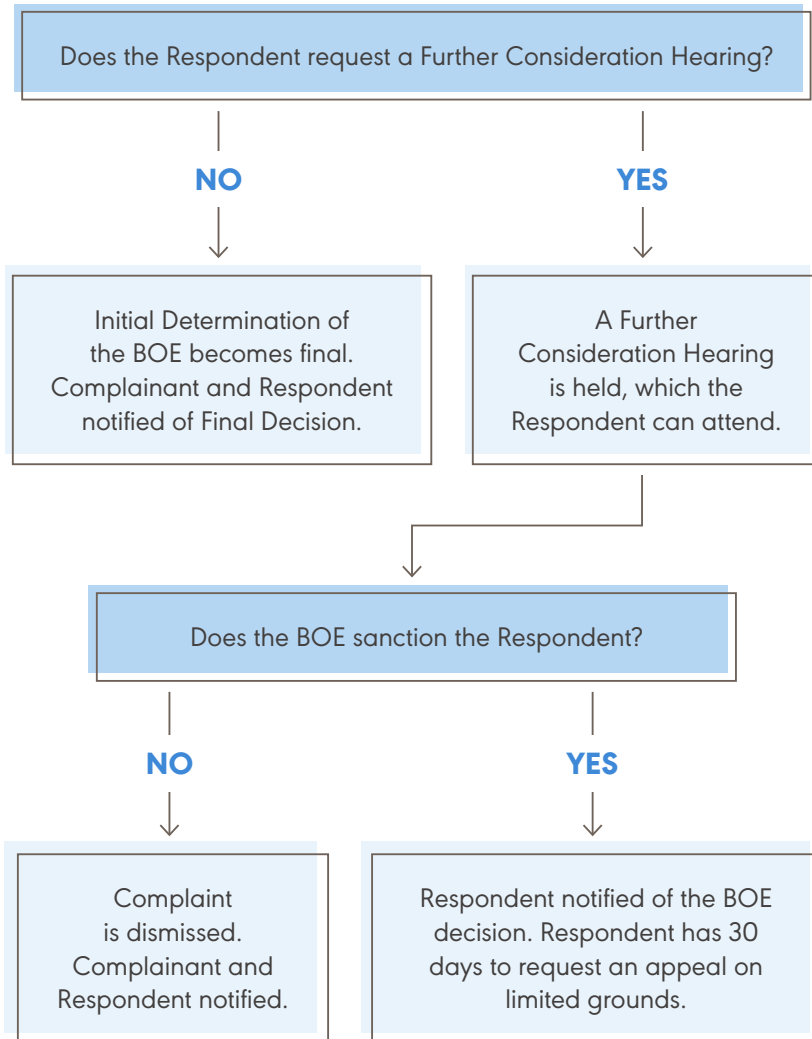 Does the Respondent request a Further Consideration Hearing?
NO
YES
Initial Determination of
the BOE becomes final.
Complainant and Respondent
notified of Final Decision.
A Further
Consideration Hearing
is held, which the
Respondent can attend.
Does the BOE sanction the Respondent?
NO
YES
Complaint
is dismissed.
Complainant and
Respondent notified.
Respondent notified of the BOE
decision. Respondent has 30
days to request an appeal on
limited grounds.